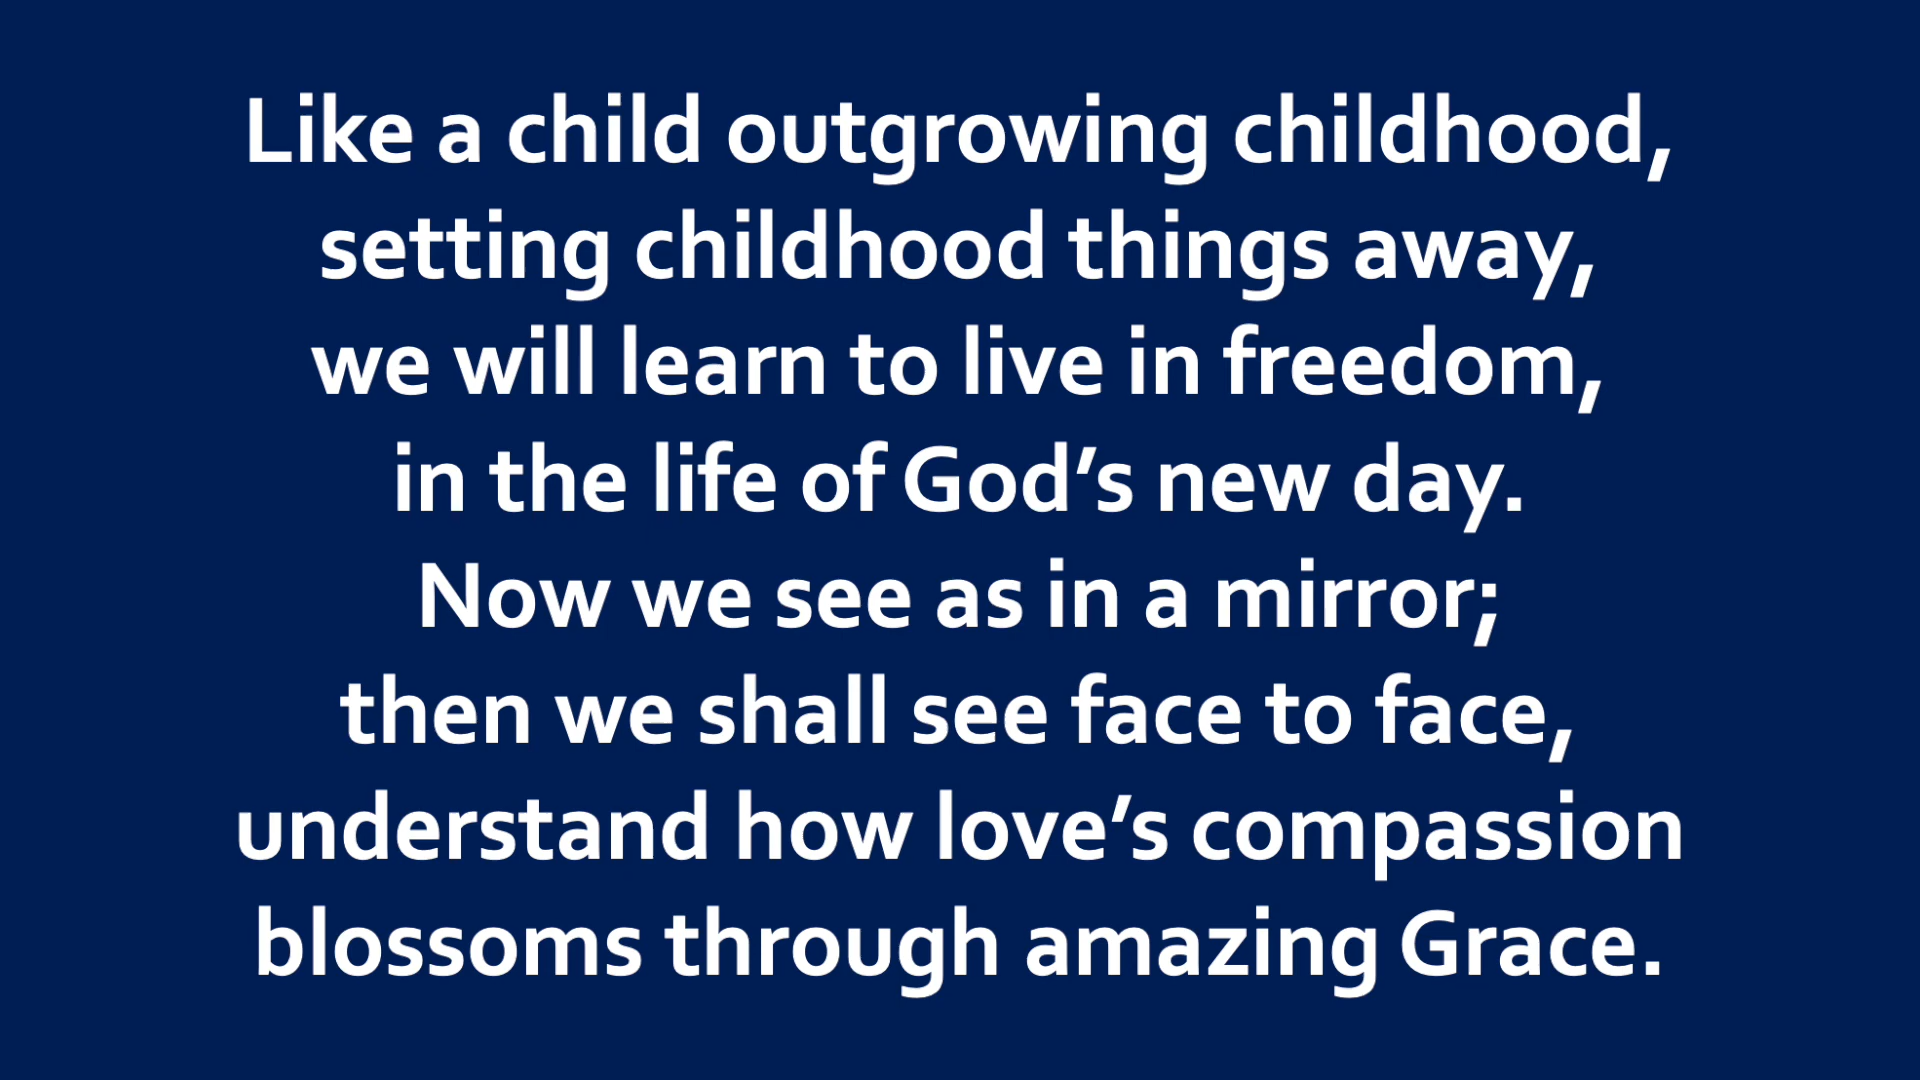 Like a child outgrowing childhood,
setting childhood things away,
we will learn to live in freedom,
in the life of God’s new day.
Now we see as in a mirror;
then we shall see face to face,
understand how love’s compassion
blossoms through amazing Grace.